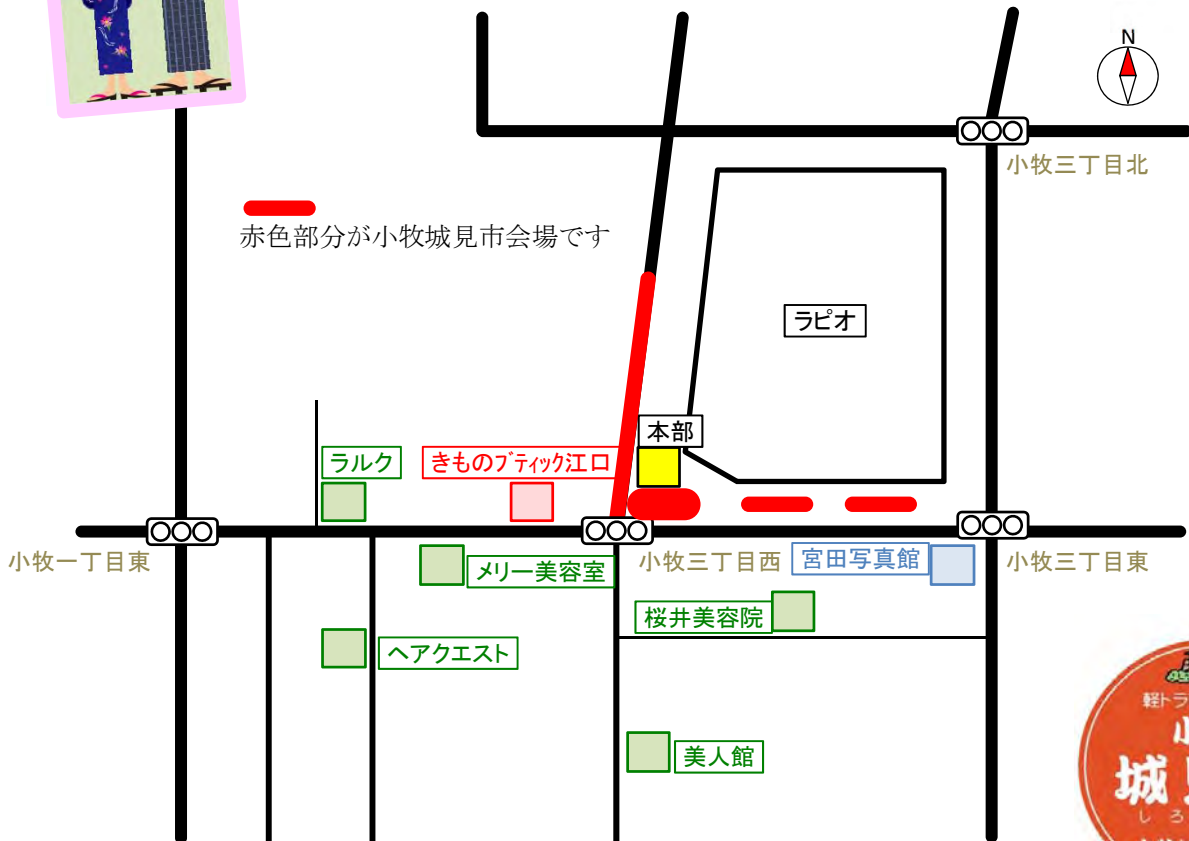 N
小牧三丁目北
赤色部分が小牧城見市会場です
ラピオ
本部
ラルク
きものブティック江口
小牧一丁目東
メリー美容室
小牧三丁目西
宮田写真館
小牧三丁目東
桜井美容院
ヘアクエスト
美人館
軽トラ
城
しろ